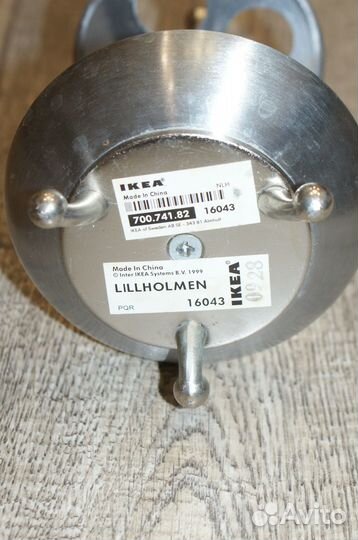 IKEA®
NLH
Made In China
700.741.82 16043
IKEA of Sweden AB SE - 343 81 Älmhult
Made in China
© Inter IKEA Systems B.V. 1999
LILLHOLMEN
PQR 16043
IKEA®
0928
Avito